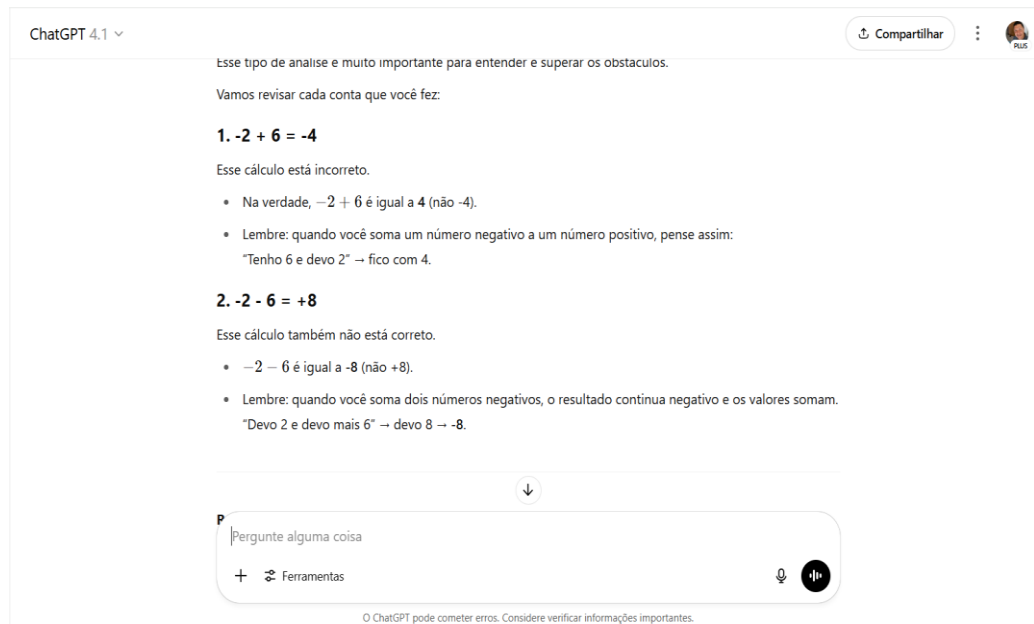 ChatGPT 4.1
Compartilhar
PLUS
Esse tipo de análise é muito importante para entender e superar os obstáculos.
Vamos revisar cada conta que você fez:
1. -2 + 6 = -4
Esse cálculo está incorreto.
• Na verdade, −2 + 6 é igual a 4 (não -4).
• Lembre: quando você soma um número negativo a um número positivo, pense assim:
"Tenho 6 e devo 2" → fico com 4.
2. -2 - 6 = +8
Esse cálculo também não está correto.
• −2 − 6 é igual a -8 (não +8).
• Lembre: quando você soma dois números negativos, o resultado continua negativo e os valores somam.
"Devo 2 e devo mais 6" → devo 8 → -8.
Pergunte alguma coisa
Ferramentas
O ChatGPT pode cometer erros. Considere verificar informações importantes.